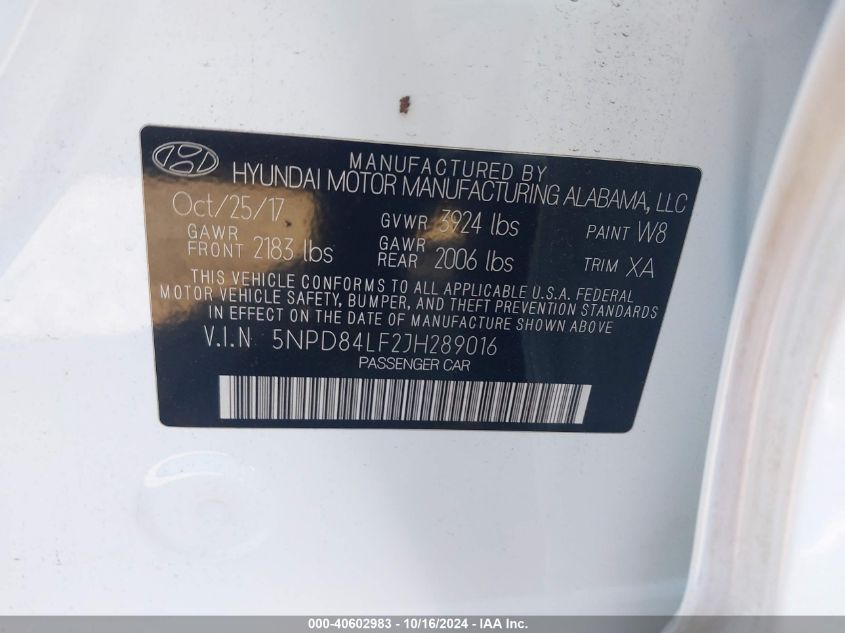 MANUFACTURED BY
HYUNDAI MOTOR MANUFACTURING ALABAMA, LLC
Oct/25/17 GVWR 3924 lbs PAINT W8
GAWR FRONT 2183 lbs GAWR REAR 2006 lbs TRIM XA
THIS VEHICLE CONFORMS TO ALL APPLICABLE U.S.A. FEDERAL
MOTOR VEHICLE SAFETY, BUMPER, AND THEFT PREVENTION STANDARDS
IN EFFECT ON THE DATE OF MANUFACTURE SHOWN ABOVE
V.I.N 5NPD84LF2JH289016
PASSENGER CAR
000-40602983 - 10/16/2024 - IAA Inc.